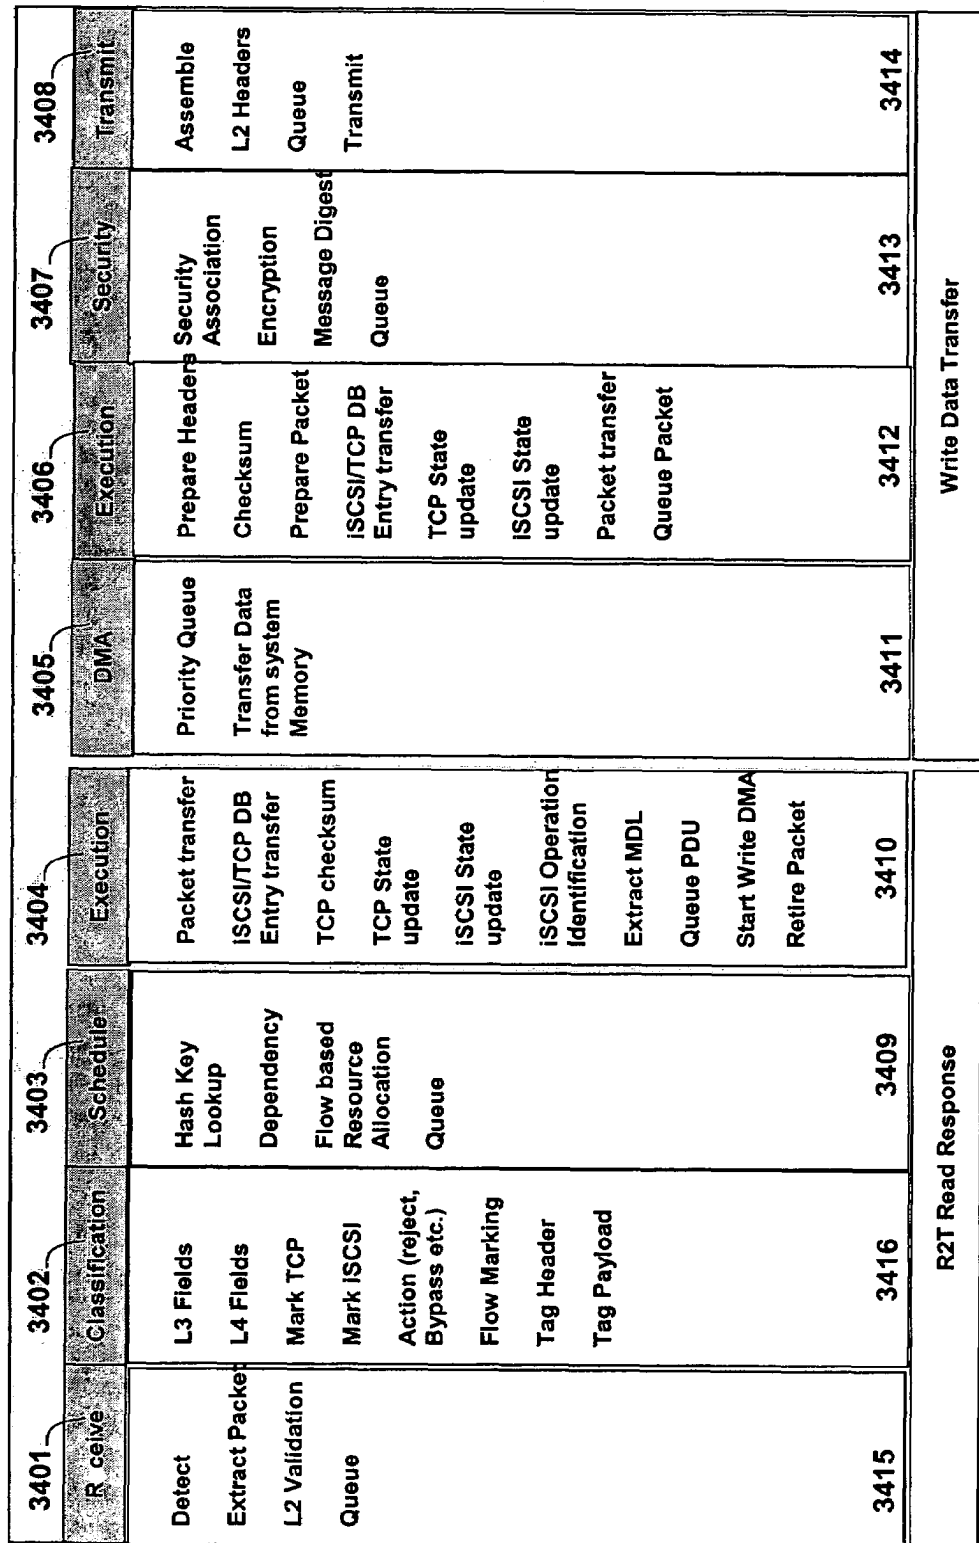 3401
3402
3403
3404
3405
3406
3407
3408
R ceive
Classification
Schedule
Execution
DMA
Execution
Security
Transmit
Detect
Extract Packet
L2 Validation
Queue
3415
L3 Fields
L4 Fields
Mark TCP
Mark ISCSI
Action (reject,
Bypass etc.)
Flow Marking
Tag Header
Tag Payload
3416
Hash Key
Lookup
Dependency
Flow based
Resource
Allocation
Queue
3409
Packet transfer
iSCSI/TCP DB
Entry transfer
TCP checksum
TCP State
update
iSCSI State
update
iSCSI Operation
Identification
Extract MDL
Queue PDU
Start Write DMA
Retire Packet
3410
Priority Queue
Transfer Data
from system
Memory
3411
Prepare Headers
Checksum
Prepare Packet
iSCSI/TCP DB
Entry transfer
TCP State
update
iSCSI State
update
Packet transfer
Queue Packet
3412
Security
Association
Encryption
Message Digest
Queue
3413
Assemble
L2 Headers
Queue
Transmit
3414
R2T Read Response
Write Data Transfer